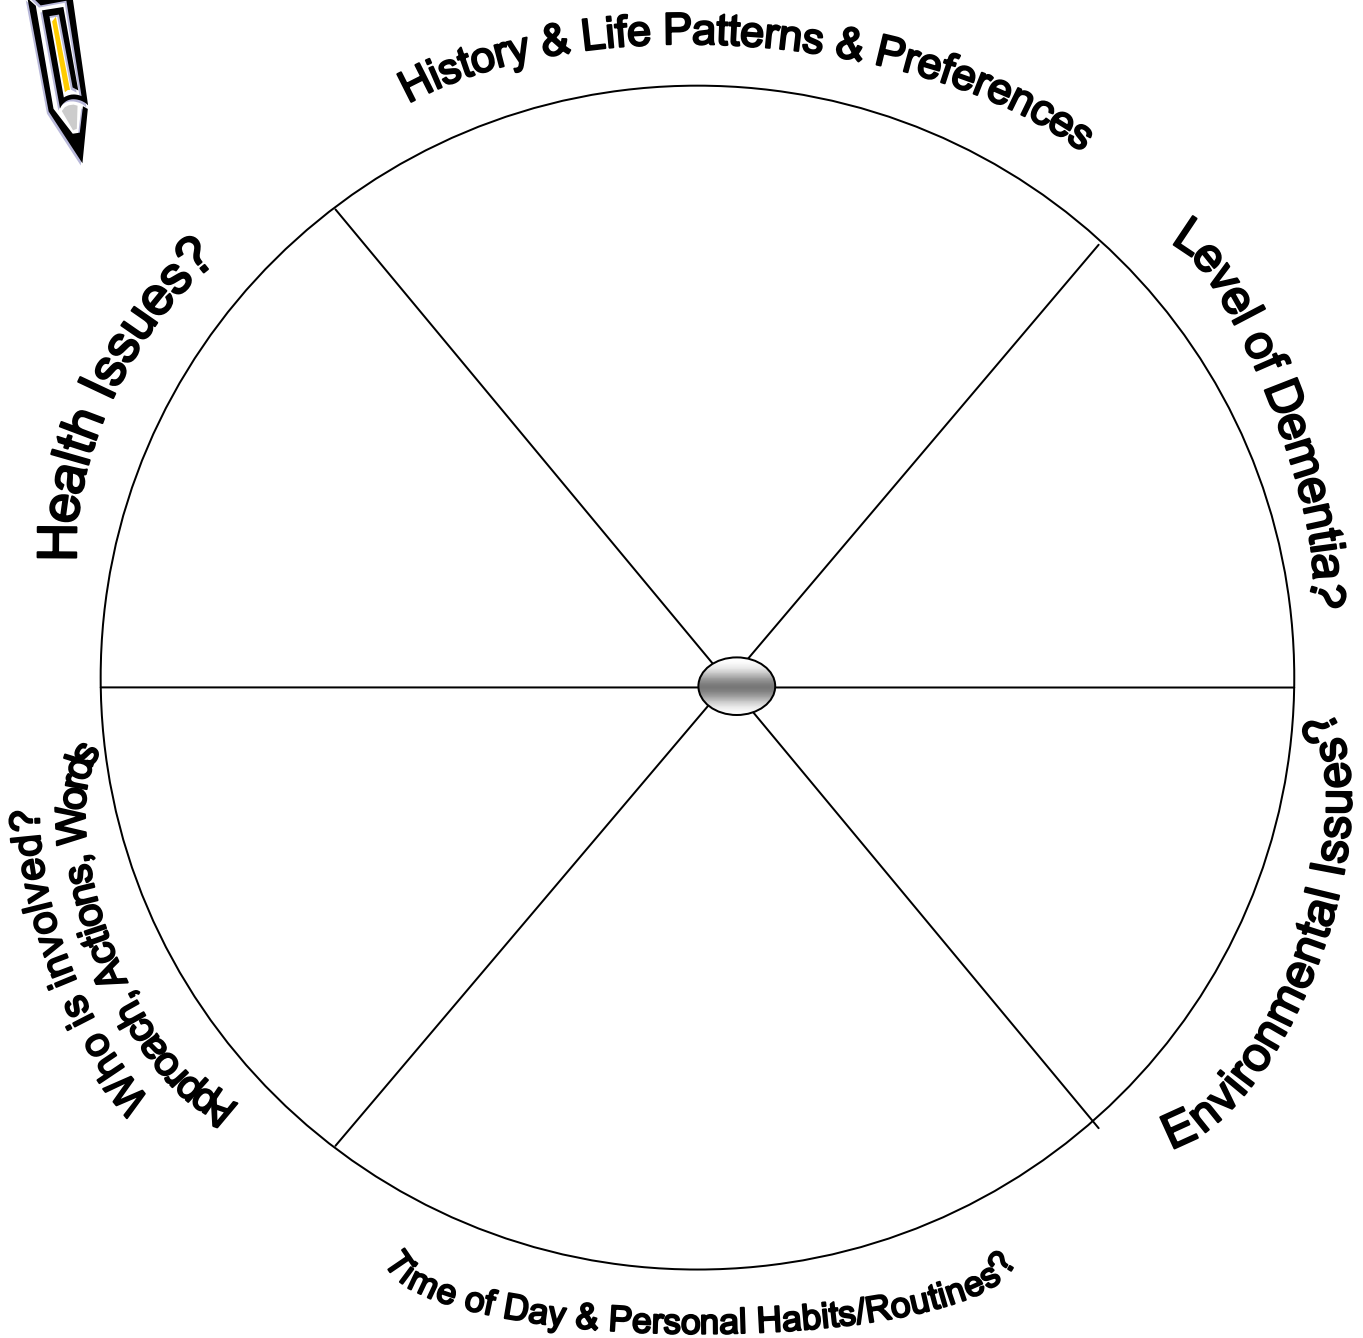 History & Life Patterns & Preferences
Level of Dementia?
Environmental Issues?
Time of Day & Personal Habits/Routines?
Approach, Actions, Words
Who is involved?
Health Issues?